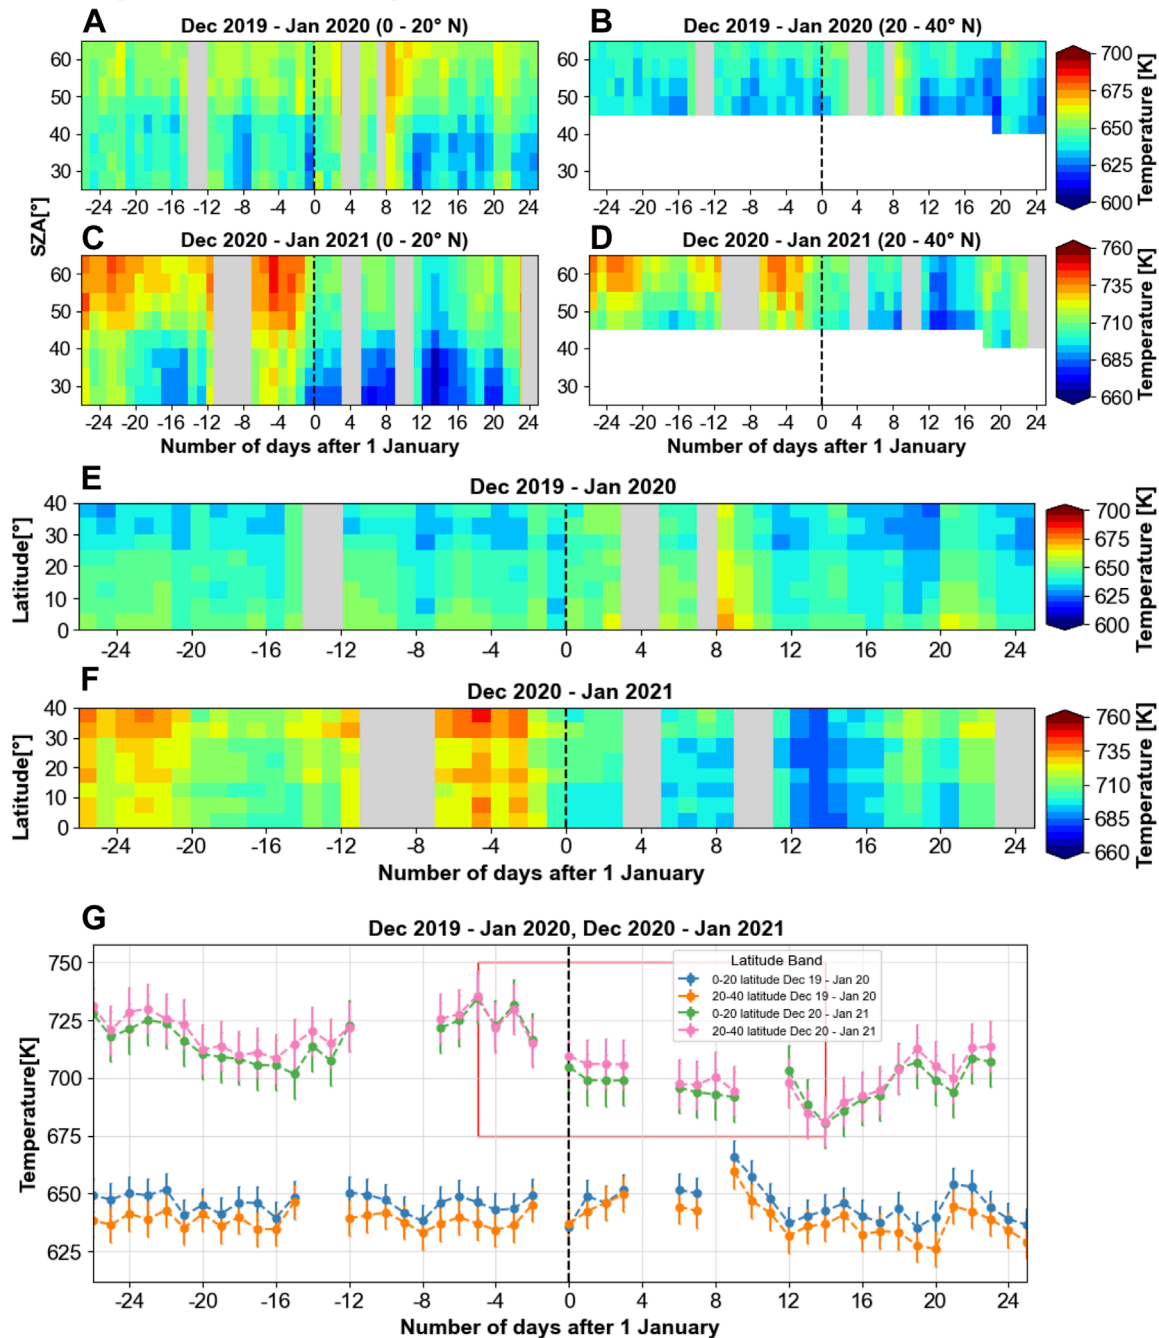 A
Dec 2019 - Jan 2020 (0 - 20° N)
B
Dec 2019 - Jan 2020 (20 - 40° N)
60
50
40
30
-24 -20 -16 -12 -8 -4 0 4 8 12 16 20 24
60
50
40
30
-24 -20 -16 -12 -8 -4 0 4 8 12 16 20 24
700
675
650
625
600
Temperature [K]
SZA[°]
C
Dec 2020 - Jan 2021 (0 - 20° N)
D
Dec 2020 - Jan 2021 (20 - 40° N)
60
50
40
30
-24 -20 -16 -12 -8 -4 0 4 8 12 16 20 24
Number of days after 1 January
60
50
40
30
-24 -20 -16 -12 -8 -4 0 4 8 12 16 20 24
Number of days after 1 January
760
735
710
685
660
Temperature [K]
E
Dec 2019 - Jan 2020
Latitude[°]
40
30
20
10
0
-24 -20 -16 -12 -8 -4 0 4 8 12 16 20 24
700
675
650
625
600
Temperature [K]
F
Dec 2020 - Jan 2021
Latitude[°]
40
30
20
10
0
-24 -20 -16 -12 -8 -4 0 4 8 12 16 20 24
Number of days after 1 January
760
735
710
685
660
Temperature [K]
G
Dec 2019 - Jan 2020, Dec 2020 - Jan 2021
Temperature[K]
750
725
700
675
650
625
Latitude Band
0-20 latitude Dec 19 - Jan 20
20-40 latitude Dec 19 - Jan 20
0-20 latitude Dec 20 - Jan 21
20-40 latitude Dec 20 - Jan 21
-24 -20 -16 -12 -8 -4 0 4 8 12 16 20 24
Number of days after 1 January